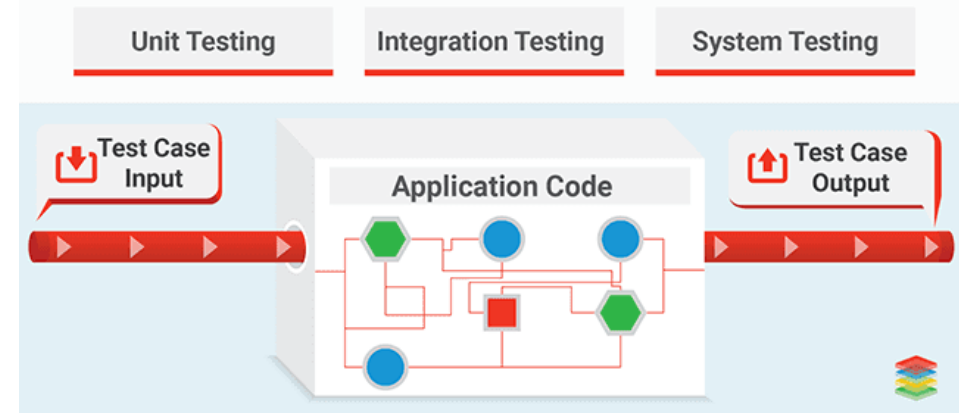 Unit Testing
Integration Testing
System Testing
Test Case
Input
Application Code
Test Case
Output